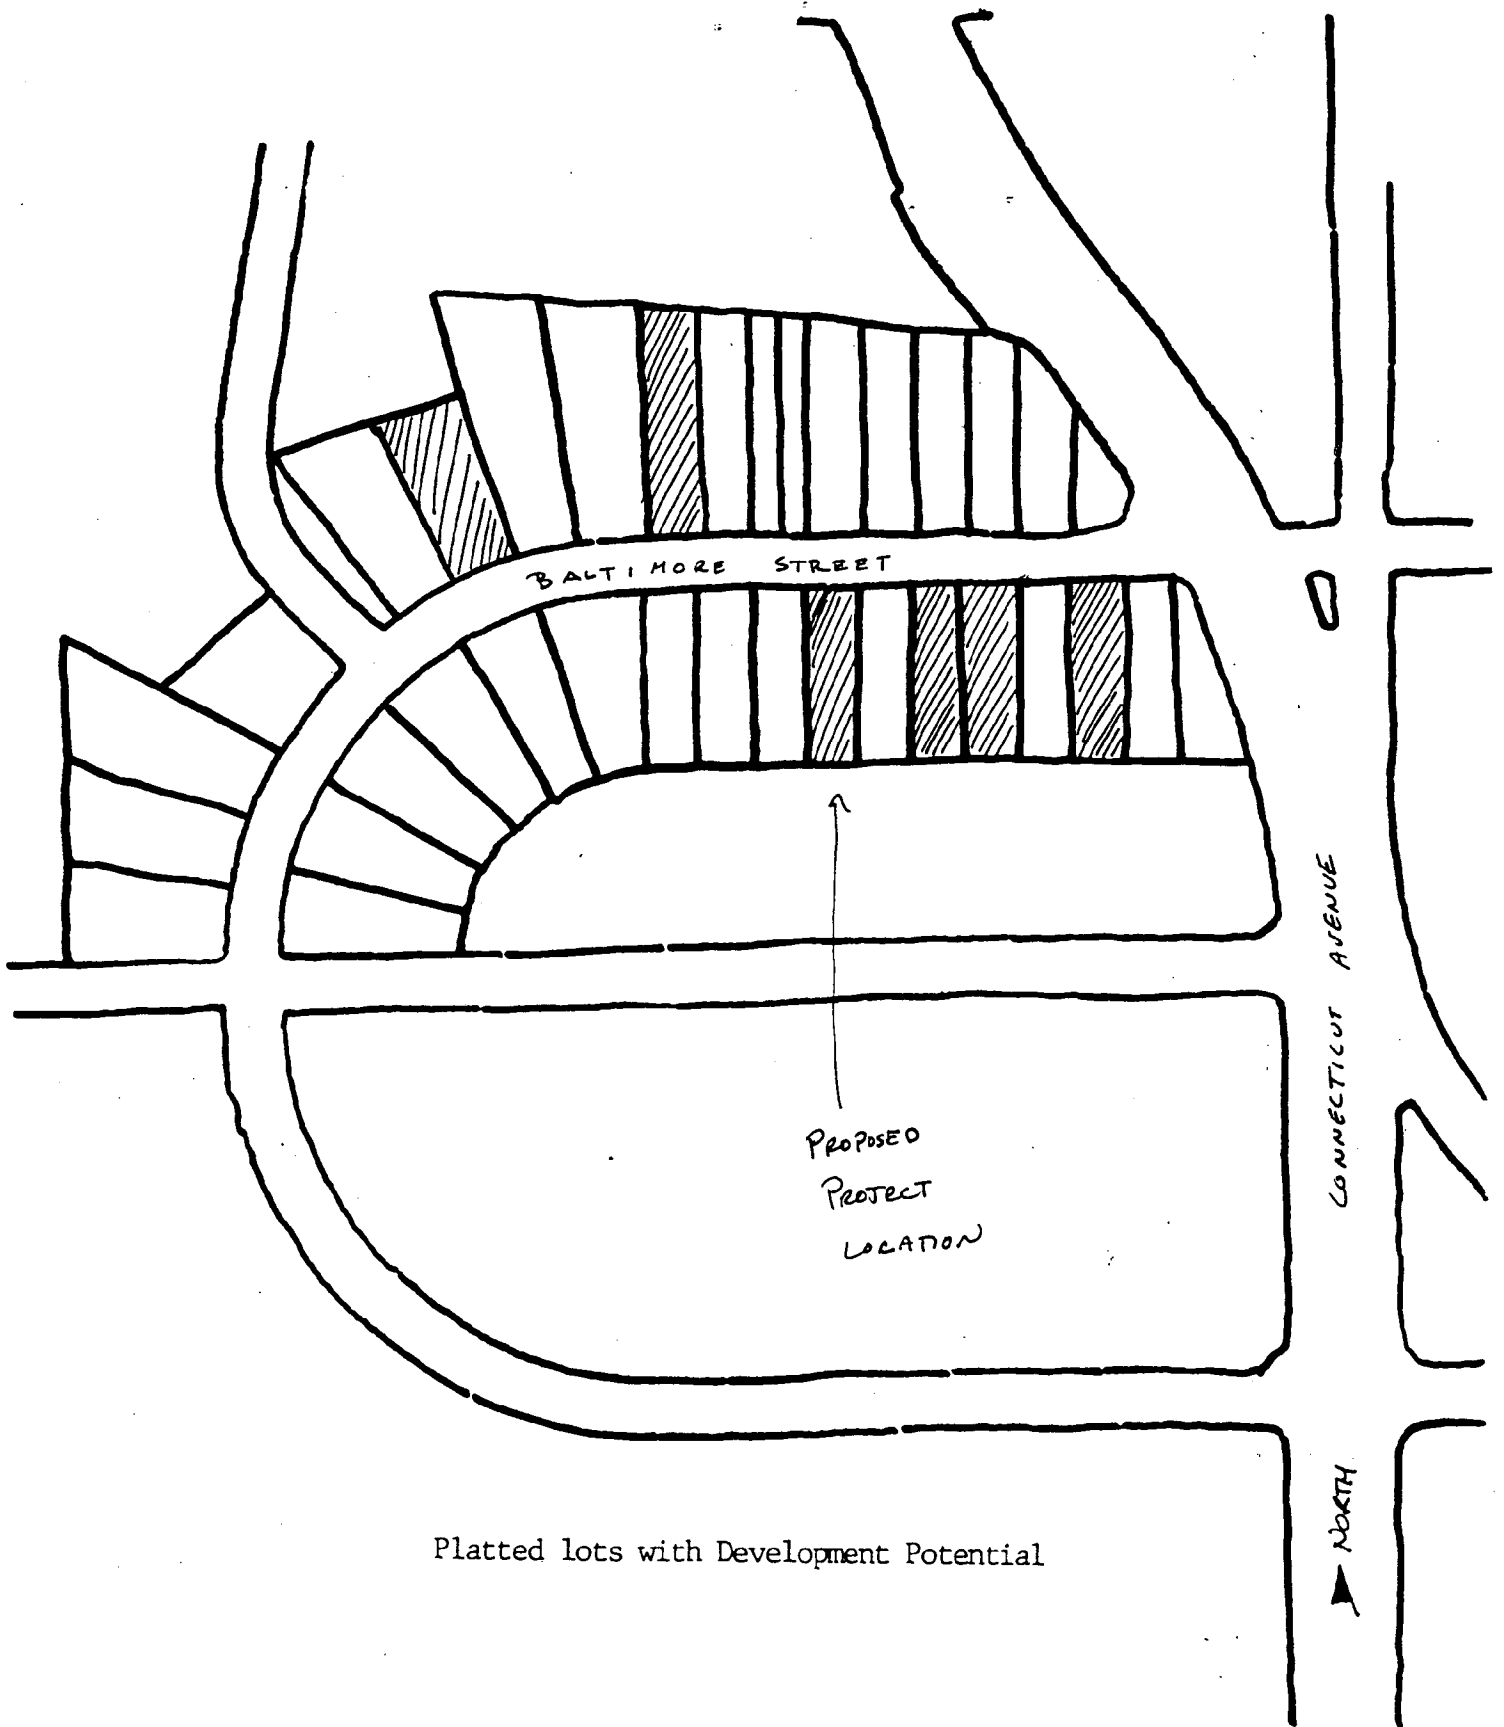 BALTIMORE STREET
CONNECTICUT AVENUE
PROPOSED
PROJECT
LOCATION
NORTH
Platted lots with Development Potential